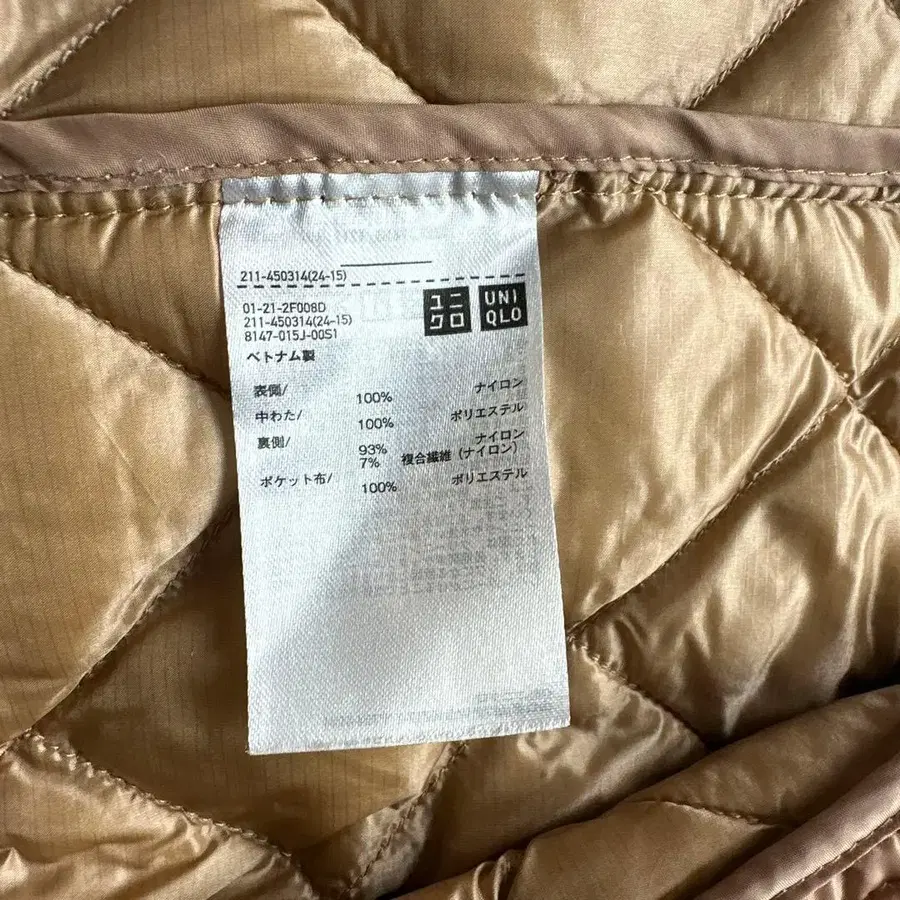 211-450314(24-15)
01-21-2F008D
211-450314(24-15)
8147-015J-00S1
ユニ
クロ
UNI
QLO
ベトナム製
表側/ 100% ナイロン
中わた/ 100% ポリエステル
裏側/ 93% ナイロン
7% 複合繊維(ナイロン)
ポケット布/ 100% ポリエステル